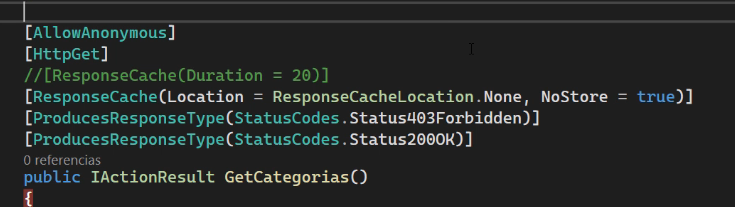 [AllowAnonymous]
[HttpGet]
//[ResponseCache(Duration = 20)]
[ResponseCache(Location = ResponseCacheLocation.None, NoStore = true)]
[ProducesResponseType(StatusCodes.Status403Forbidden)]
[ProducesResponseType(StatusCodes.Status200OK)]
0 referencias
public IActionResult GetCategorias()
{